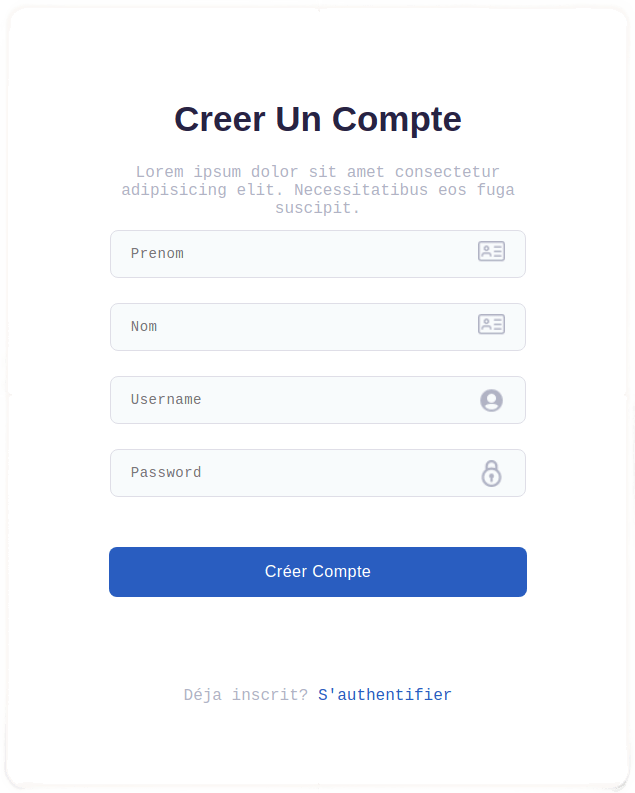 Creer Un Compte
Lorem ipsum dolor sit amet consectetur
adipisicing elit. Necessitatibus eos fuga
suscipit.
Prenom
Nom
Username
Password
Créer Compte
Déja inscrit? S'authentifier